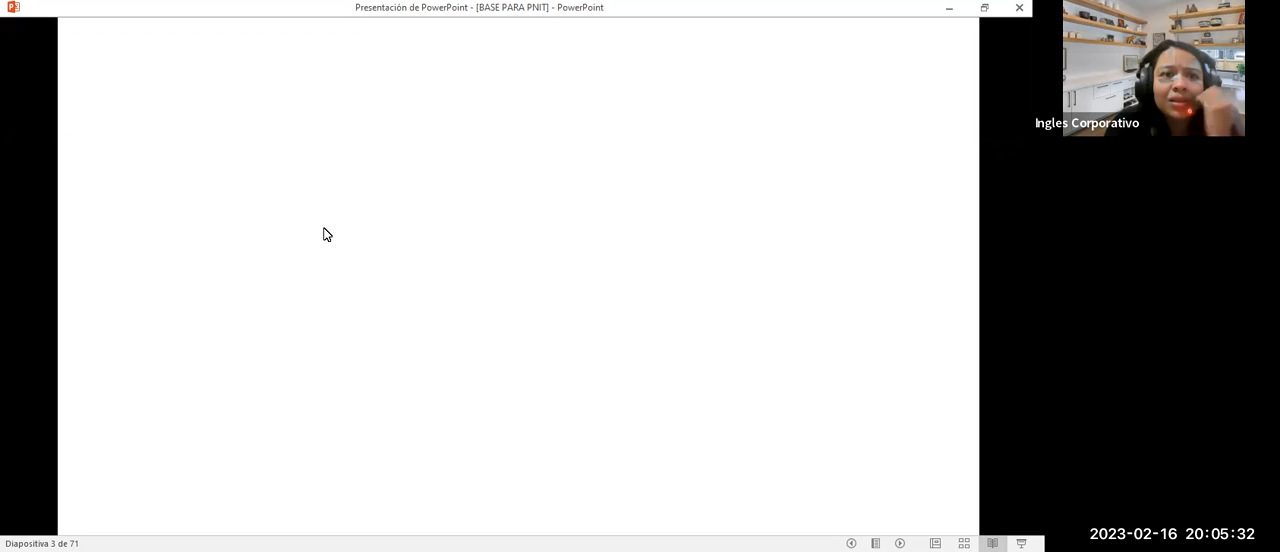 Presentación de PowerPoint - [BASE PARA PNIT] - PowerPoint
Ingles Corporativo
Diapositiva 3 de 71
2023-02-16 20:05:32